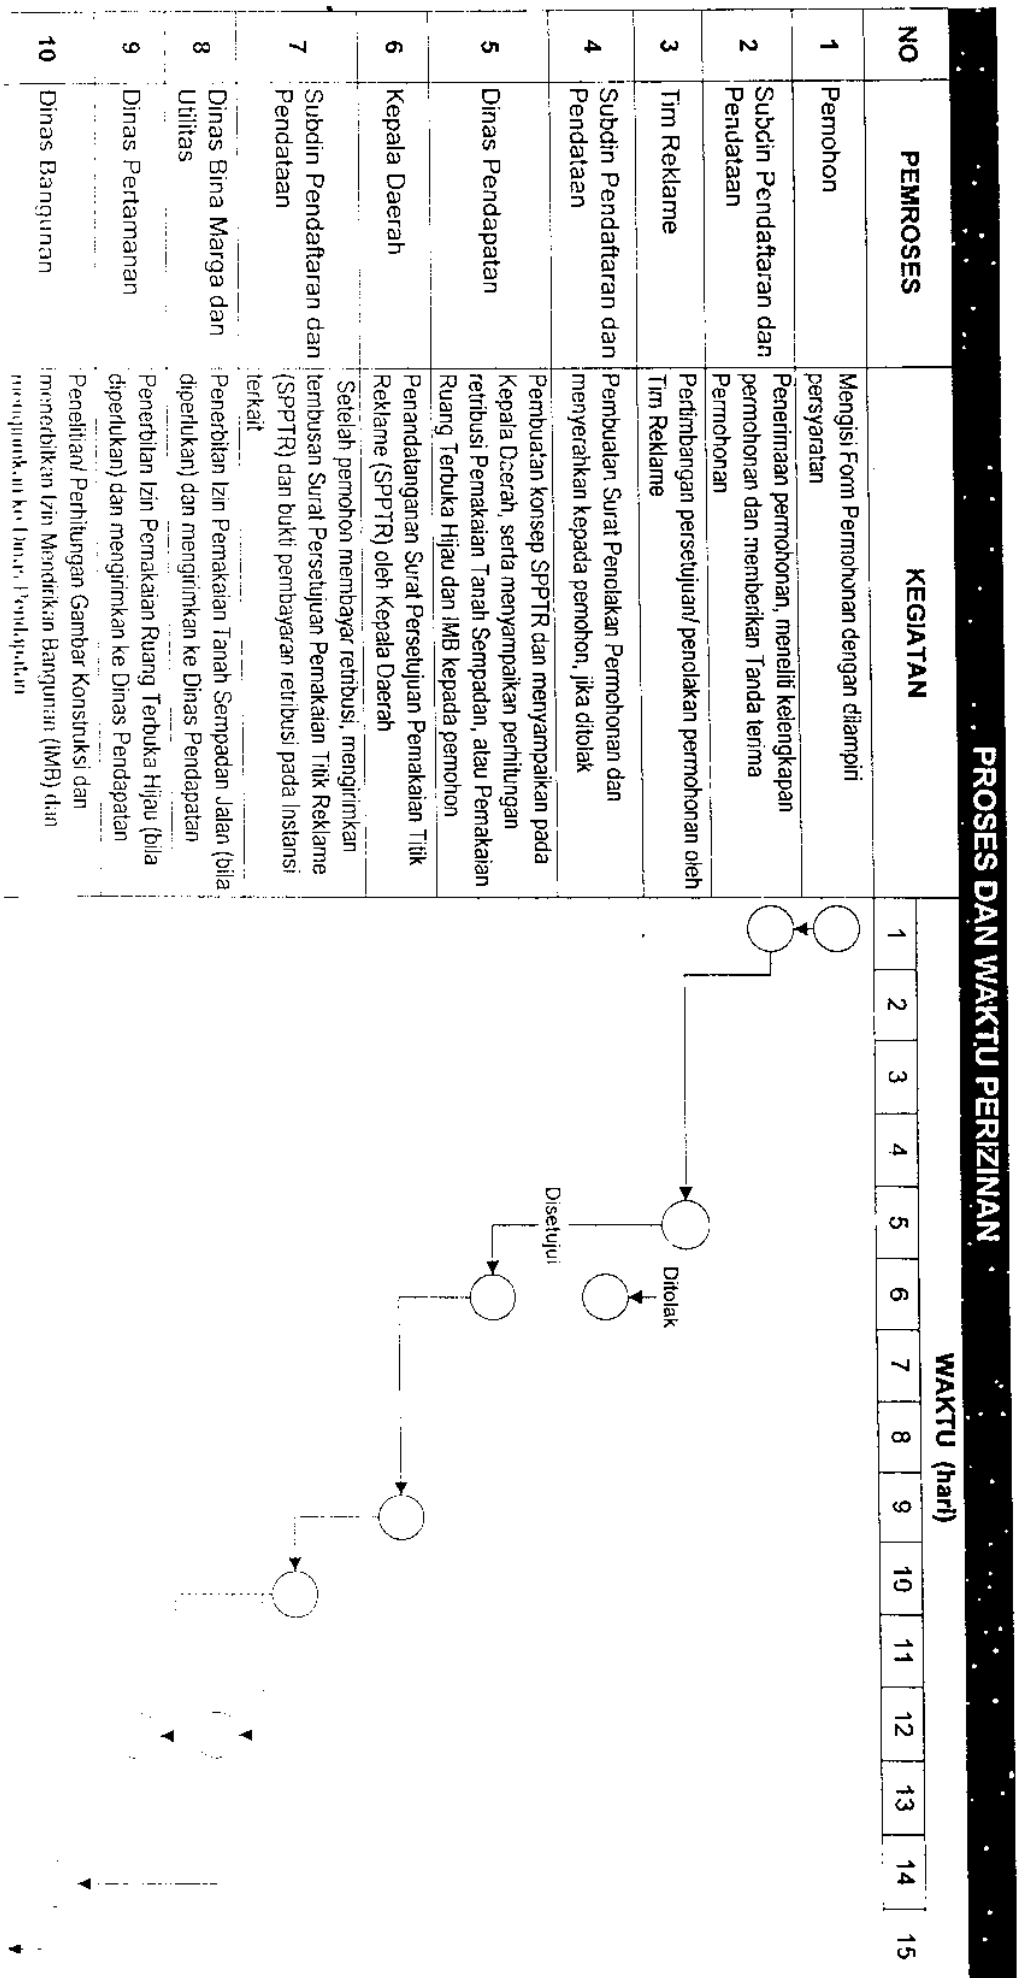 PROSES DAN WAKTU PERIZINAN
NO
PEMROSES
KEGIATAN
WAKTU (hari)
1 2 3 4 5 6 7 8 9 10 11 12 13 14 15
1
Pemohon
Mengisi Form Permohonan dengan dilampiri
persyaratan
2
Subdin Pendaftaran dan
Pendataan
Penerimaan permohonan, meneliti kelengkapan
permohonan dan memberikan Tanda terima
Permohonan
3
Tim Reklame
Pertimbangan persetujuan/ penolakan permohonan oleh
Tim Reklame
4
Subdin Pendaftaran dan
Pendataan
Pembuatan Surat Penolakan Permohonan dan
menyerahkan kepada pemohon, jika ditolak
Ditolak
Disetujui
5
Dinas Pendapatan
Pembuatan konsep SPPTR dan menyampaikan pada
Kepala Daerah, serta menyampaikan perhitungan
retribusi Pemakaian Tanah Sempadan, atau Pemakaian
Ruang Terbuka Hijau dan IMB kepada pemohon
6
Kepala Daerah
Penandatanganan Surat Persetujuan Pemakaian Titik
Reklame (SPPTR) oleh Kepala Daerah
7
Subdin Pendaftaran dan
Pendataan
Setelah pemohon membayar retribusi, mengirimkan
tembusan Surat Persetujuan Pemakaian Titik Reklame
(SPPTR) dan bukti pembayaran retribusi pada Instansi
terkait
8
Dinas Bina Marga dan
Utilitas
Penerbitan Izin Pemakaian Tanah Sempadan Jalan (bila
diperlukan) dan mengirimkan ke Dinas Pendapatan
9
Dinas Pertamanan
Penerbitan Izin Pemakaian Ruang Terbuka Hijau (bila
diperlukan) dan mengirimkan ke Dinas Pendapatan
10
Dinas Bangunan
Penelitian/ Perhitungan Gambar Konstruksi dan
menerbitkan Izin Mendirikan Bangunan (IMB) dan
ke Dinas Pendapatan